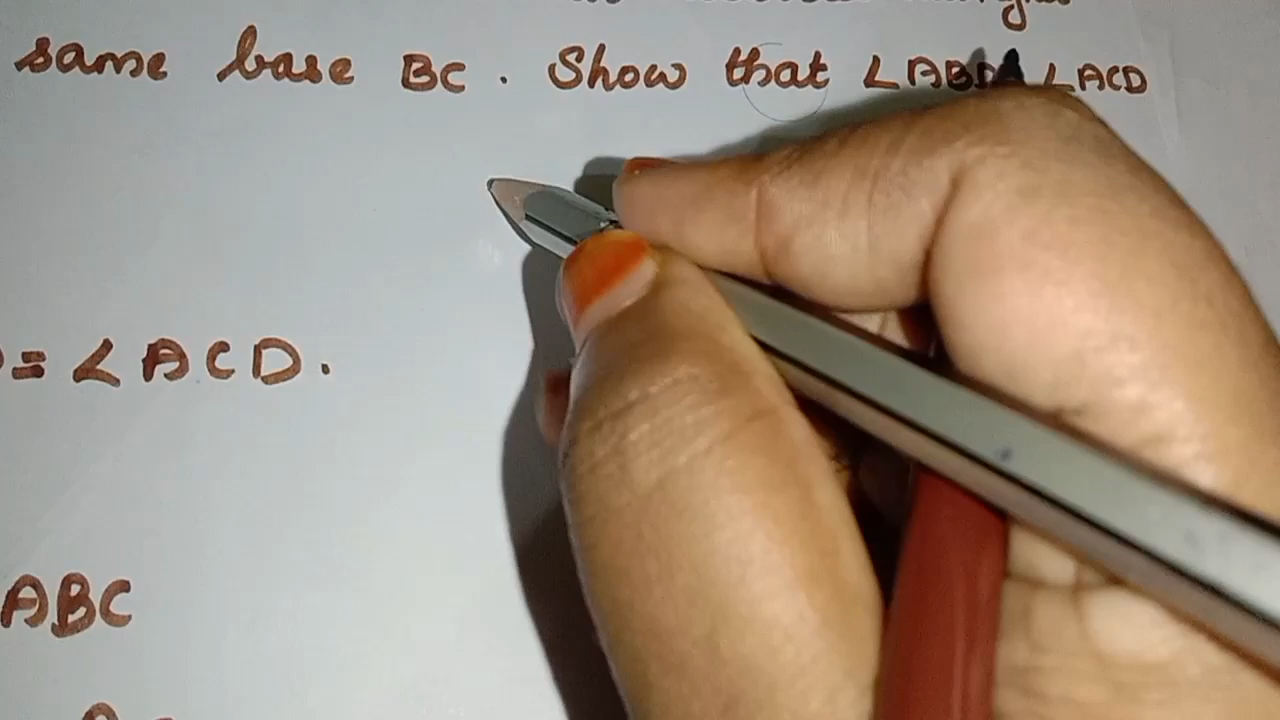 same base BC . Show that ∠ABD ∠ACD
= ∠ACD.
ABC